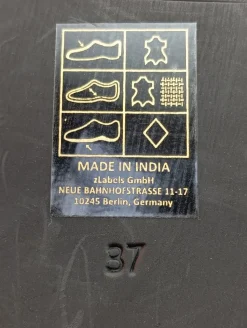 MADE IN INDIA
zLabels GmbH
NEUE BAHNHOFSTRASSE 11-17
10245 Berlin, Germany
37